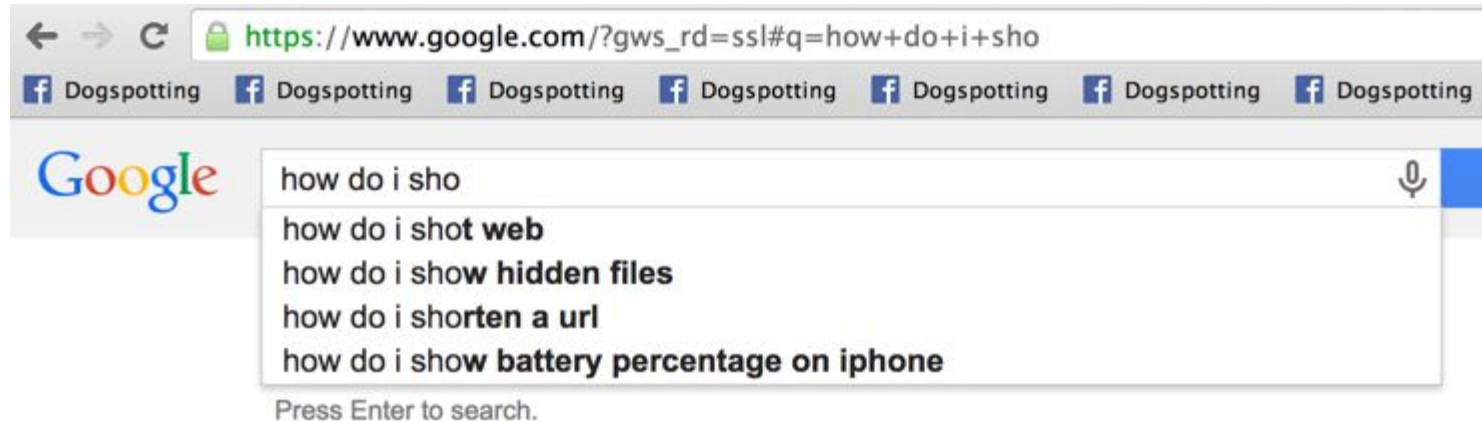 https://www.google.com/?gws_rd=ssl#q=how+do+i+sho
Dogspotting Dogspotting Dogspotting Dogspotting Dogspotting Dogspotting Dogspotting
Google how do i sho
how do i shot web
how do i show hidden files
how do i shorten a url
how do i show battery percentage on iphone
Press Enter to search.